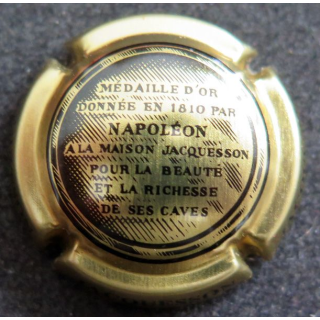 MÉDAILLE D'OR
DONNÉE EN 1810 PAR
NAPOLÉON
A LA MAISON JACQUESSON
POUR LA BEAUTÉ
ET LA RICHESSE
DE SES CAVES